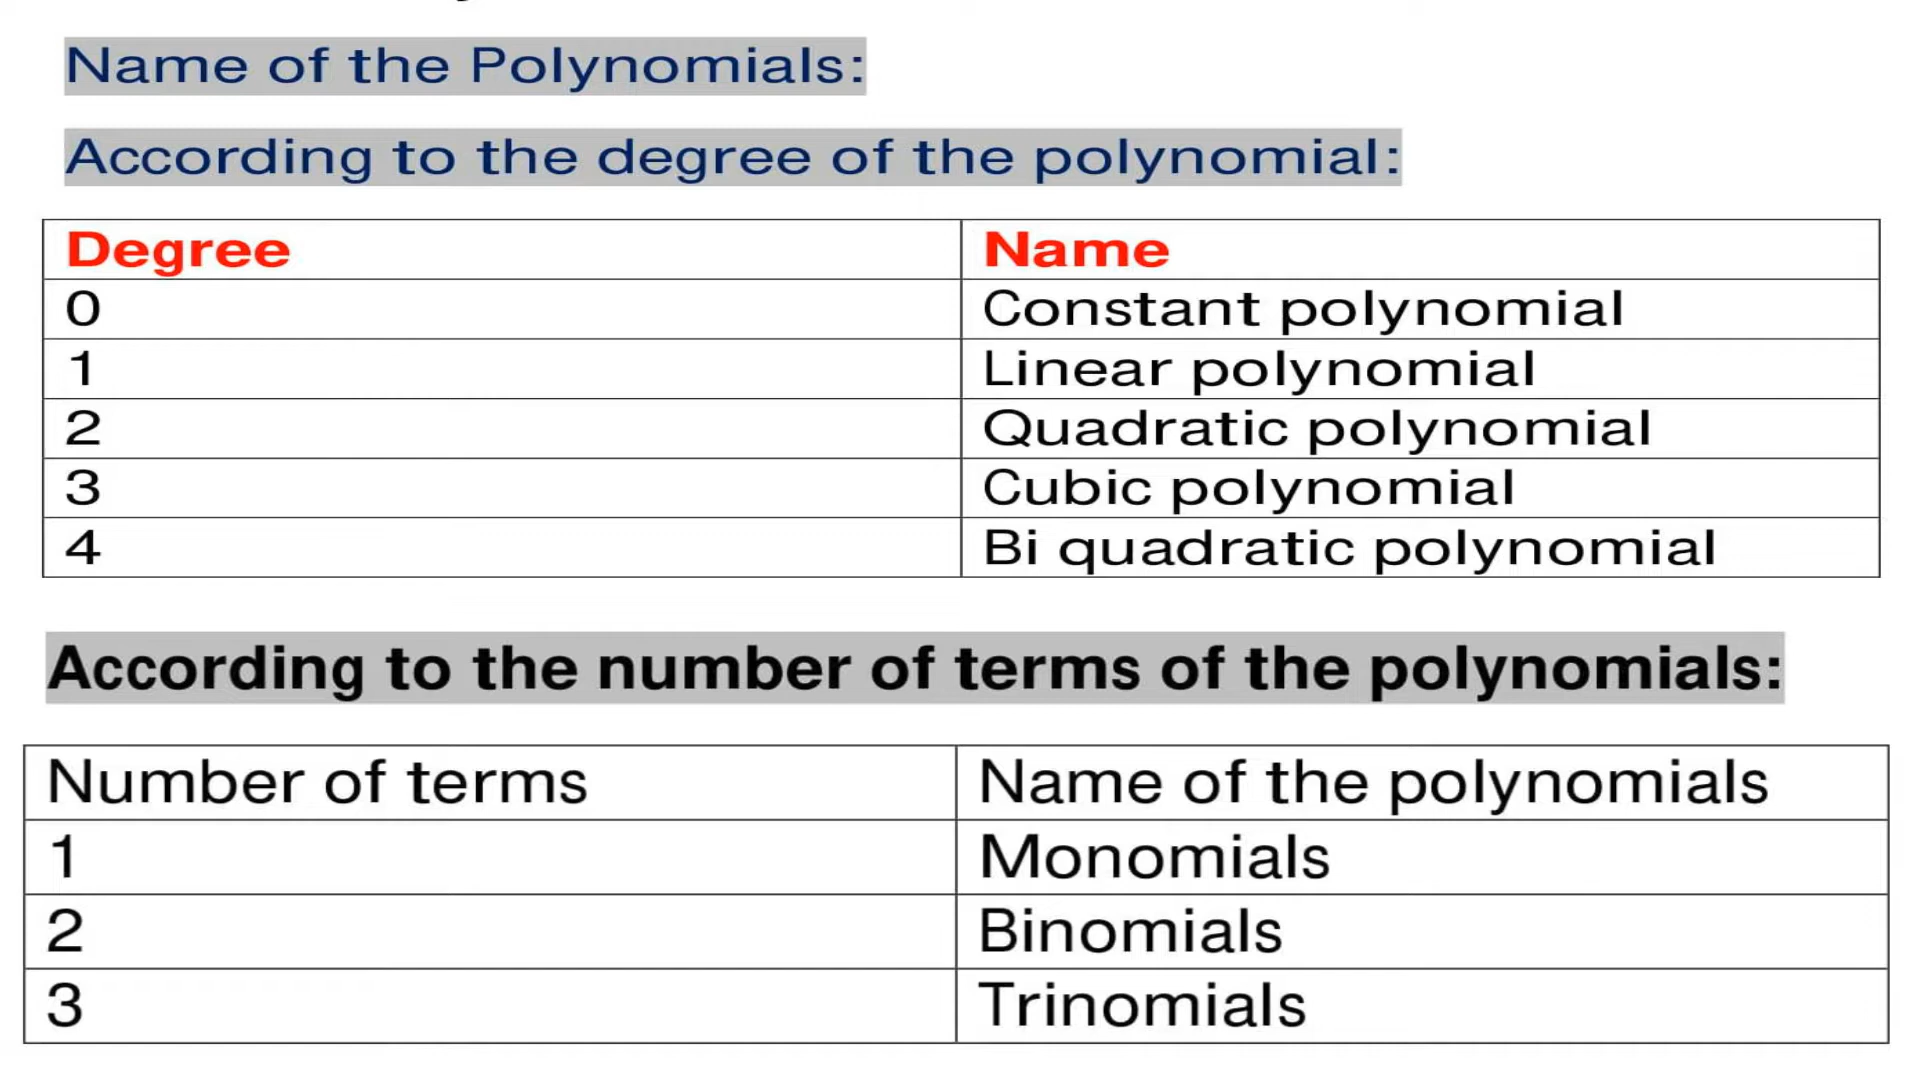 Name of the Polynomials:
According to the degree of the polynomial:
Degree Name
0 Constant polynomial
1 Linear polynomial
2 Quadratic polynomial
3 Cubic polynomial
4 Bi quadratic polynomial
According to the number of terms of the polynomials:
Number of terms Name of the polynomials
1 Monomials
2 Binomials
3 Trinomials